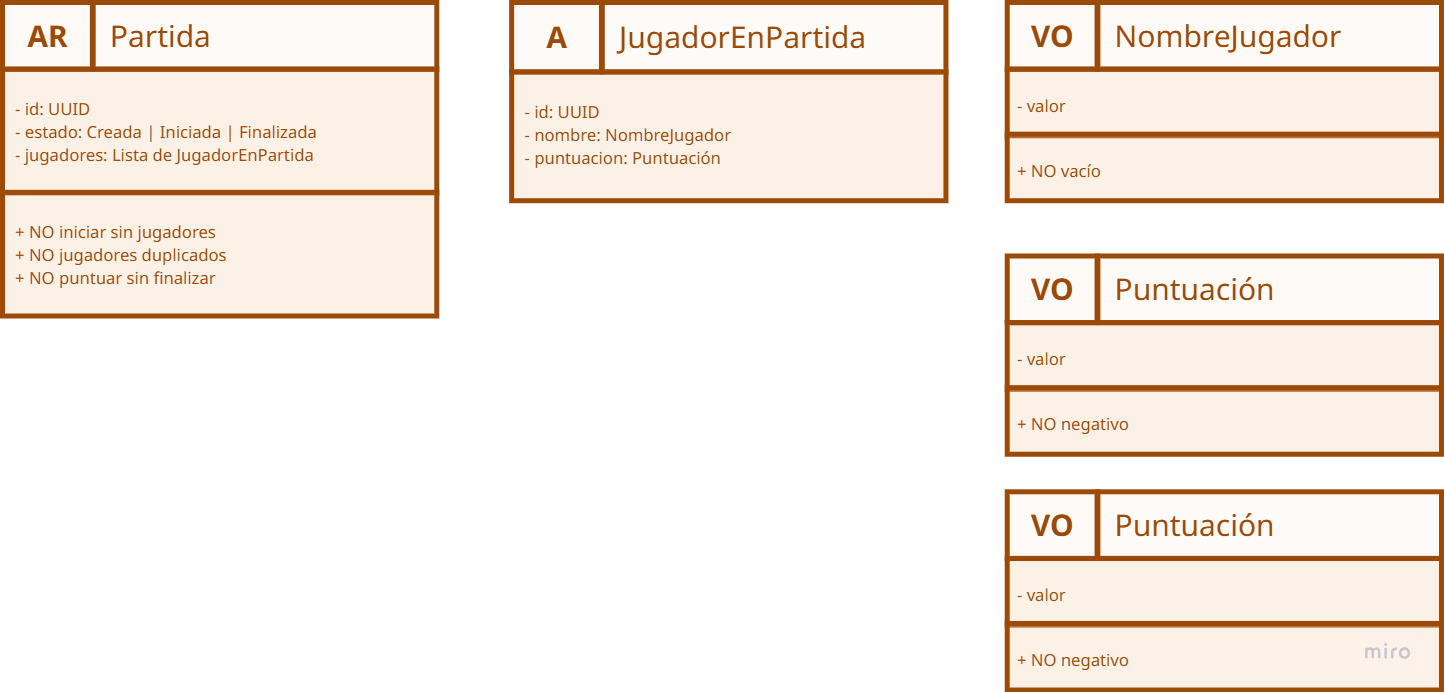 AR Partida
- id: UUID
- estado: Creada | Iniciada | Finalizada
- jugadores: Lista de JugadorEnPartida
+ NO iniciar sin jugadores
+ NO jugadores duplicados
+ NO puntuar sin finalizar
A JugadorEnPartida
- id: UUID
- nombre: NombreJugador
- puntuacion: Puntuación
VO NombreJugador
- valor
+ NO vacío
VO Puntuación
- valor
+ NO negativo
VO Puntuación
- valor
+ NO negativo
miro